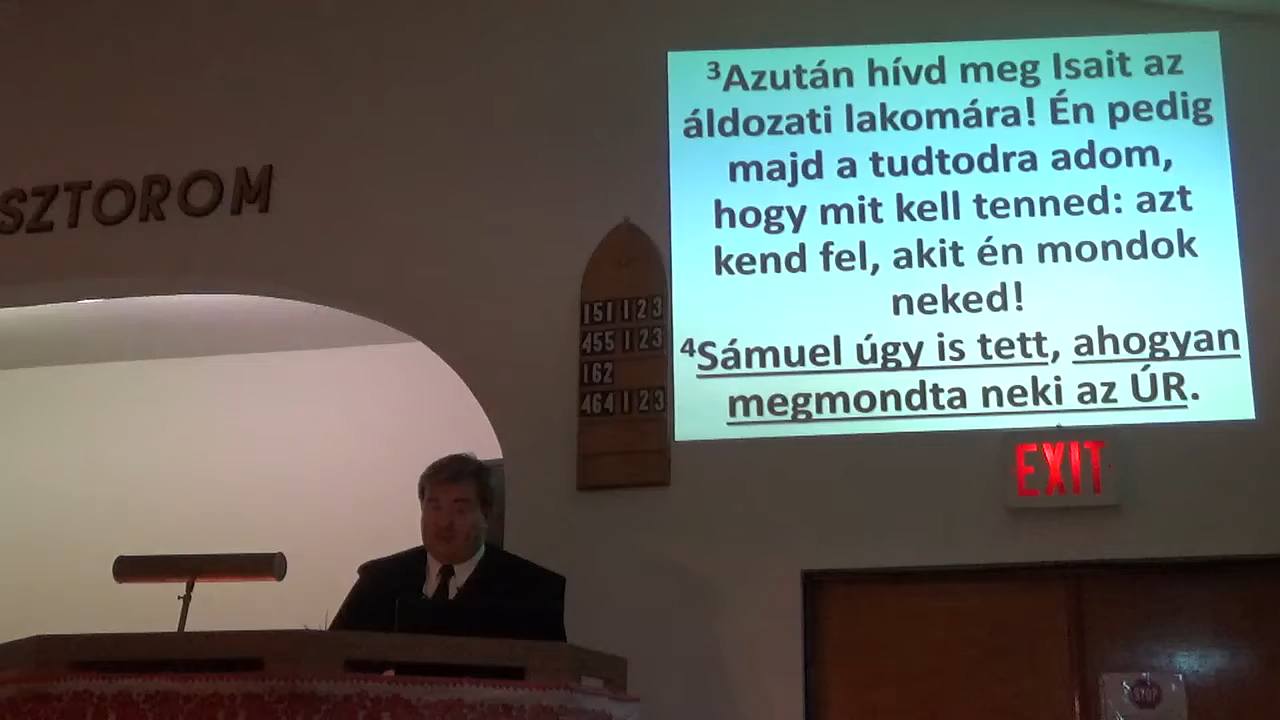 SZTOROM
³Azután hívd meg Isait az
áldozati lakomára! Én pedig
majd a tudtodra adom,
hogy mit kell tenned: azt
kend fel, akit én mondok
neked!
⁴Sámuel úgy is tett, ahogyan
megmondta neki az ÚR.
151 1 2 3
455 1 2 3
162
464 1 2 3
EXIT
STOP